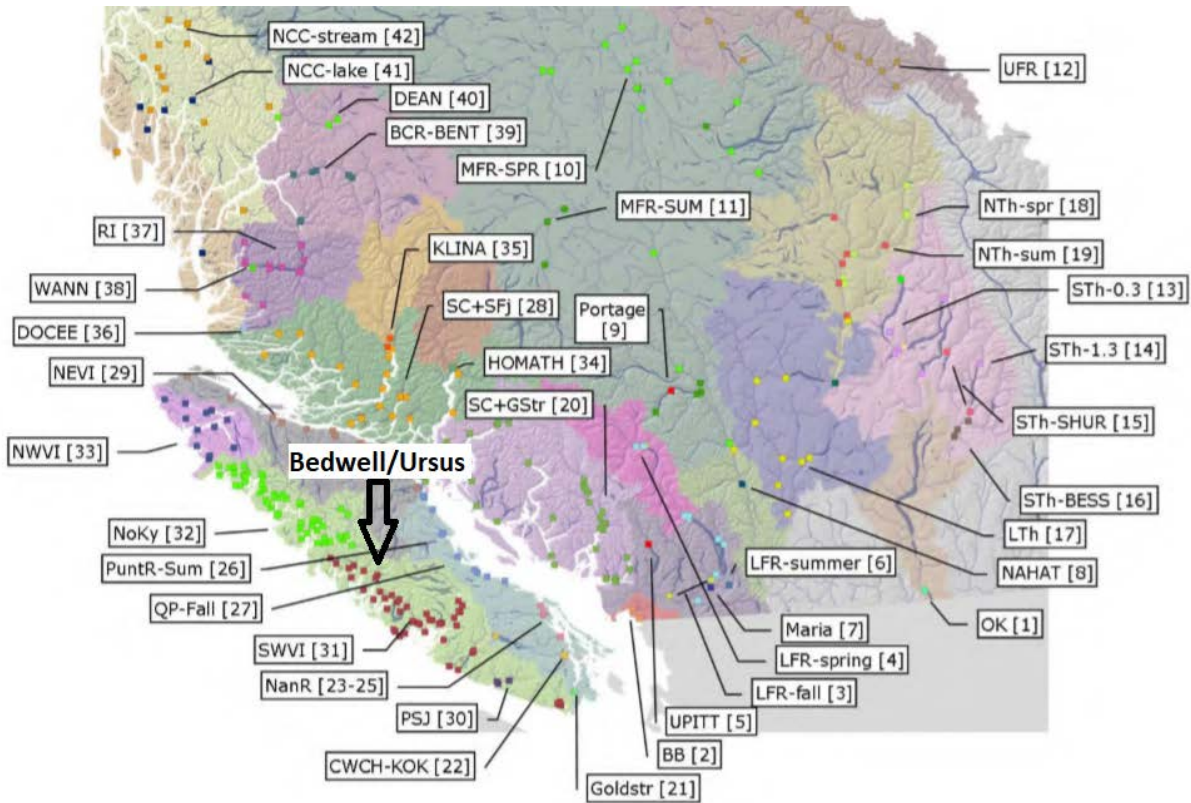 NCC-stream [42]
NCC-lake [41]
DEAN [40]
BCR-BENT [39]
UFR [12]
MFR-SPR [10]
MFR-SUM [11]
NTh-spr [18]
RI [37]
KLINA [35]
NTh-sum [19]
WANN [38]
SC+SFj [28]
Portage
[9]
STh-0.3 [13]
DOCEE [36]
HOMATH [34]
STh-1.3 [14]
NEVI [29]
SC+GStr [20]
STh-SHUR [15]
NWVI [33]
Bedwell/Ursus
STh-BESS [16]
NoKy [32]
LTh [17]
PuntR-Sum [26]
LFR-summer [6]
NAHAT [8]
QP-Fall [27]
Maria [7]
OK [1]
SWVI [31]
LFR-spring [4]
NanR [23-25]
LFR-fall [3]
PSJ [30]
UPITT [5]
BB [2]
CWCH-KOK [22]
Goldstr [21]